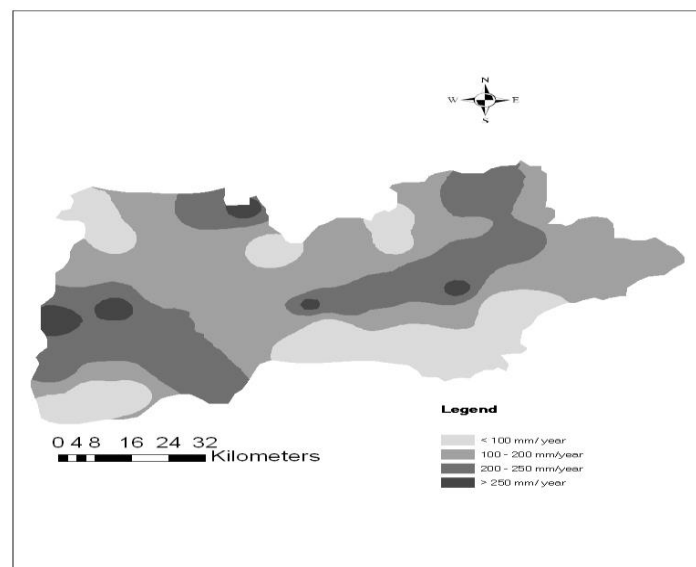 N
W E
S
Legend
< 100 mm/year
100 - 200 mm/year
200 - 250 mm/year
> 250 mm/year
0 4 8 16 24 32
Kilometers